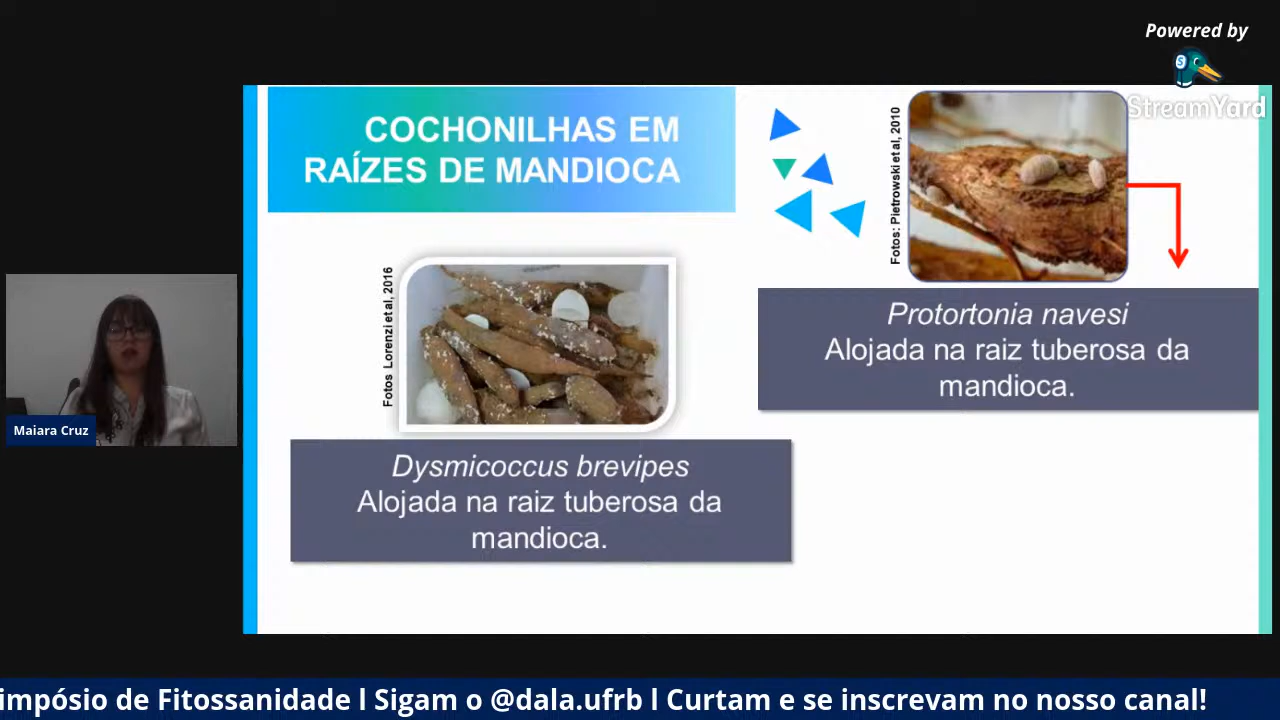 Powered by
StreamYard
COCHONILHAS EM
RAÍZES DE MANDIOCA
Fotos: Pietrowski et al, 2010
Protortonia navesi
Alojada na raiz tuberosa da
mandioca.
Fotos Lorenzi et al, 2016
Dysmicoccus brevipes
Alojada na raiz tuberosa da
mandioca.
Maiara Cruz
impósio de Fitossanidade l Sigam o @dala.ufrb l Curtam e se inscrevam no nosso canal!